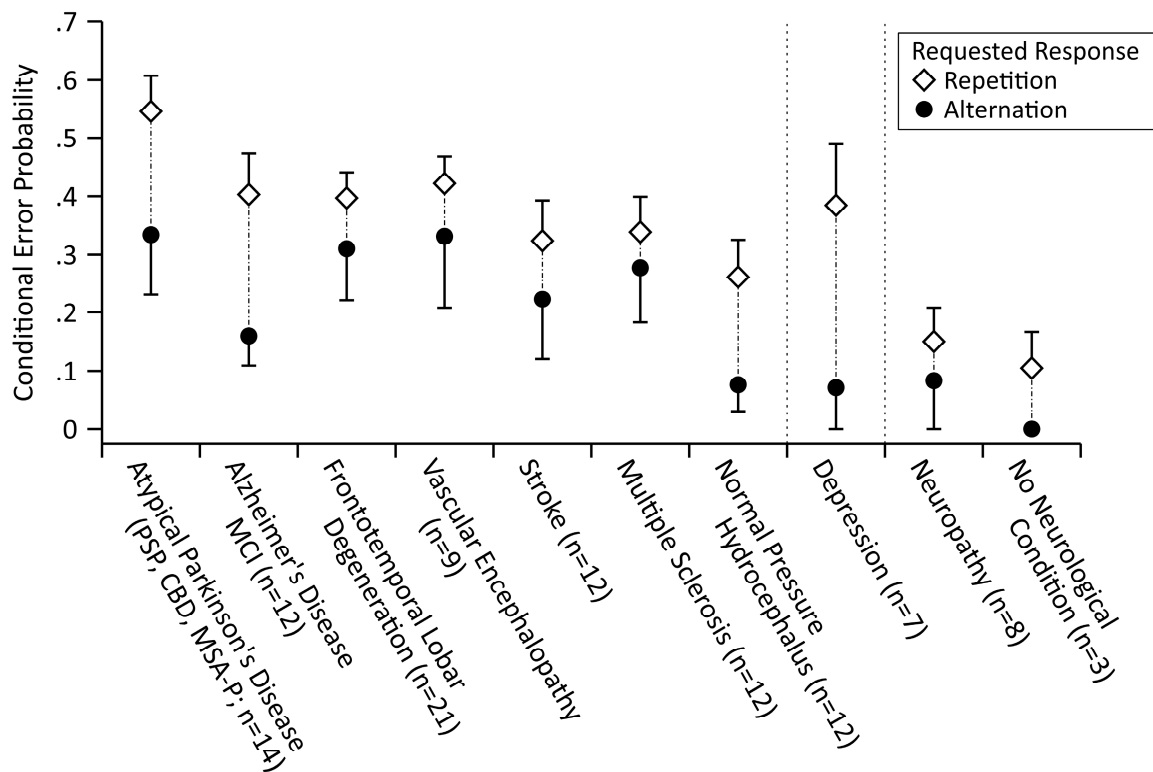 .7
.6
.5
.4
.3
.2
.1
0
Conditional Error Probability
Requested Response
Repetition
Alternation
Atypical Parkinson's Disease
(PSP, CBD, MSA-P; n=14)
Alzheimer's Disease
MCI (n=12)
Frontotemporal Lobar
Degeneration (n=21)
Vascular Encephalopathy
(n=9)
Stroke (n=12)
Multiple Sclerosis (n=12)
Normal Pressure
Hydrocephalus (n=12)
Depression (n=7)
Neuropathy (n=8)
No Neurological
Condition (n=3)